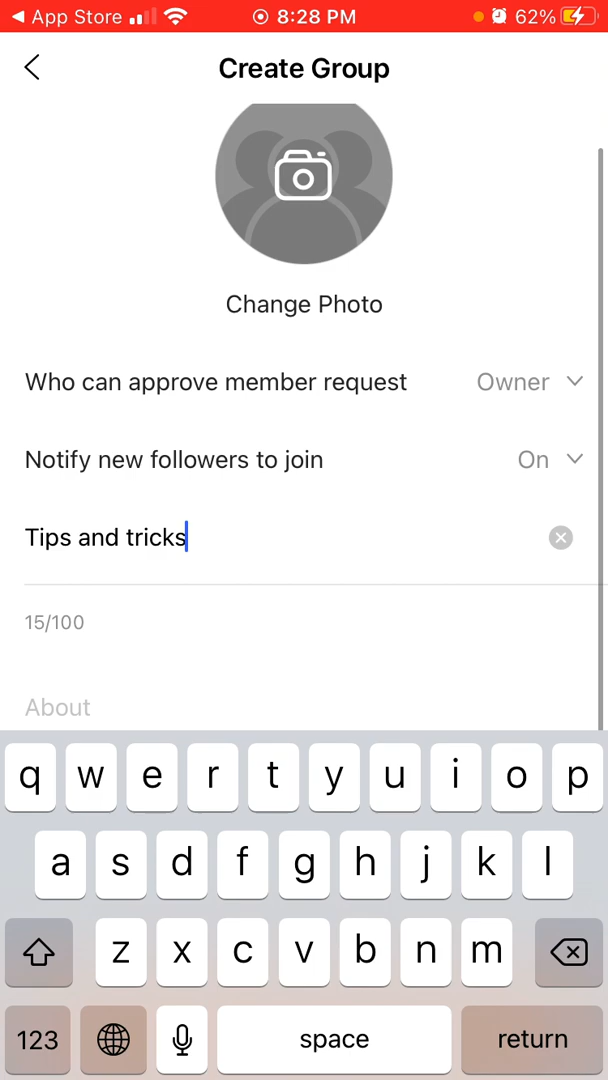 App Store 8:28 PM 62%
Create Group
Change Photo
Who can approve member request Owner
Notify new followers to join On
Tips and tricks
15/100
About
q w e r t y u i o p
a s d f g h j k l
z x c v b n m
123 space return